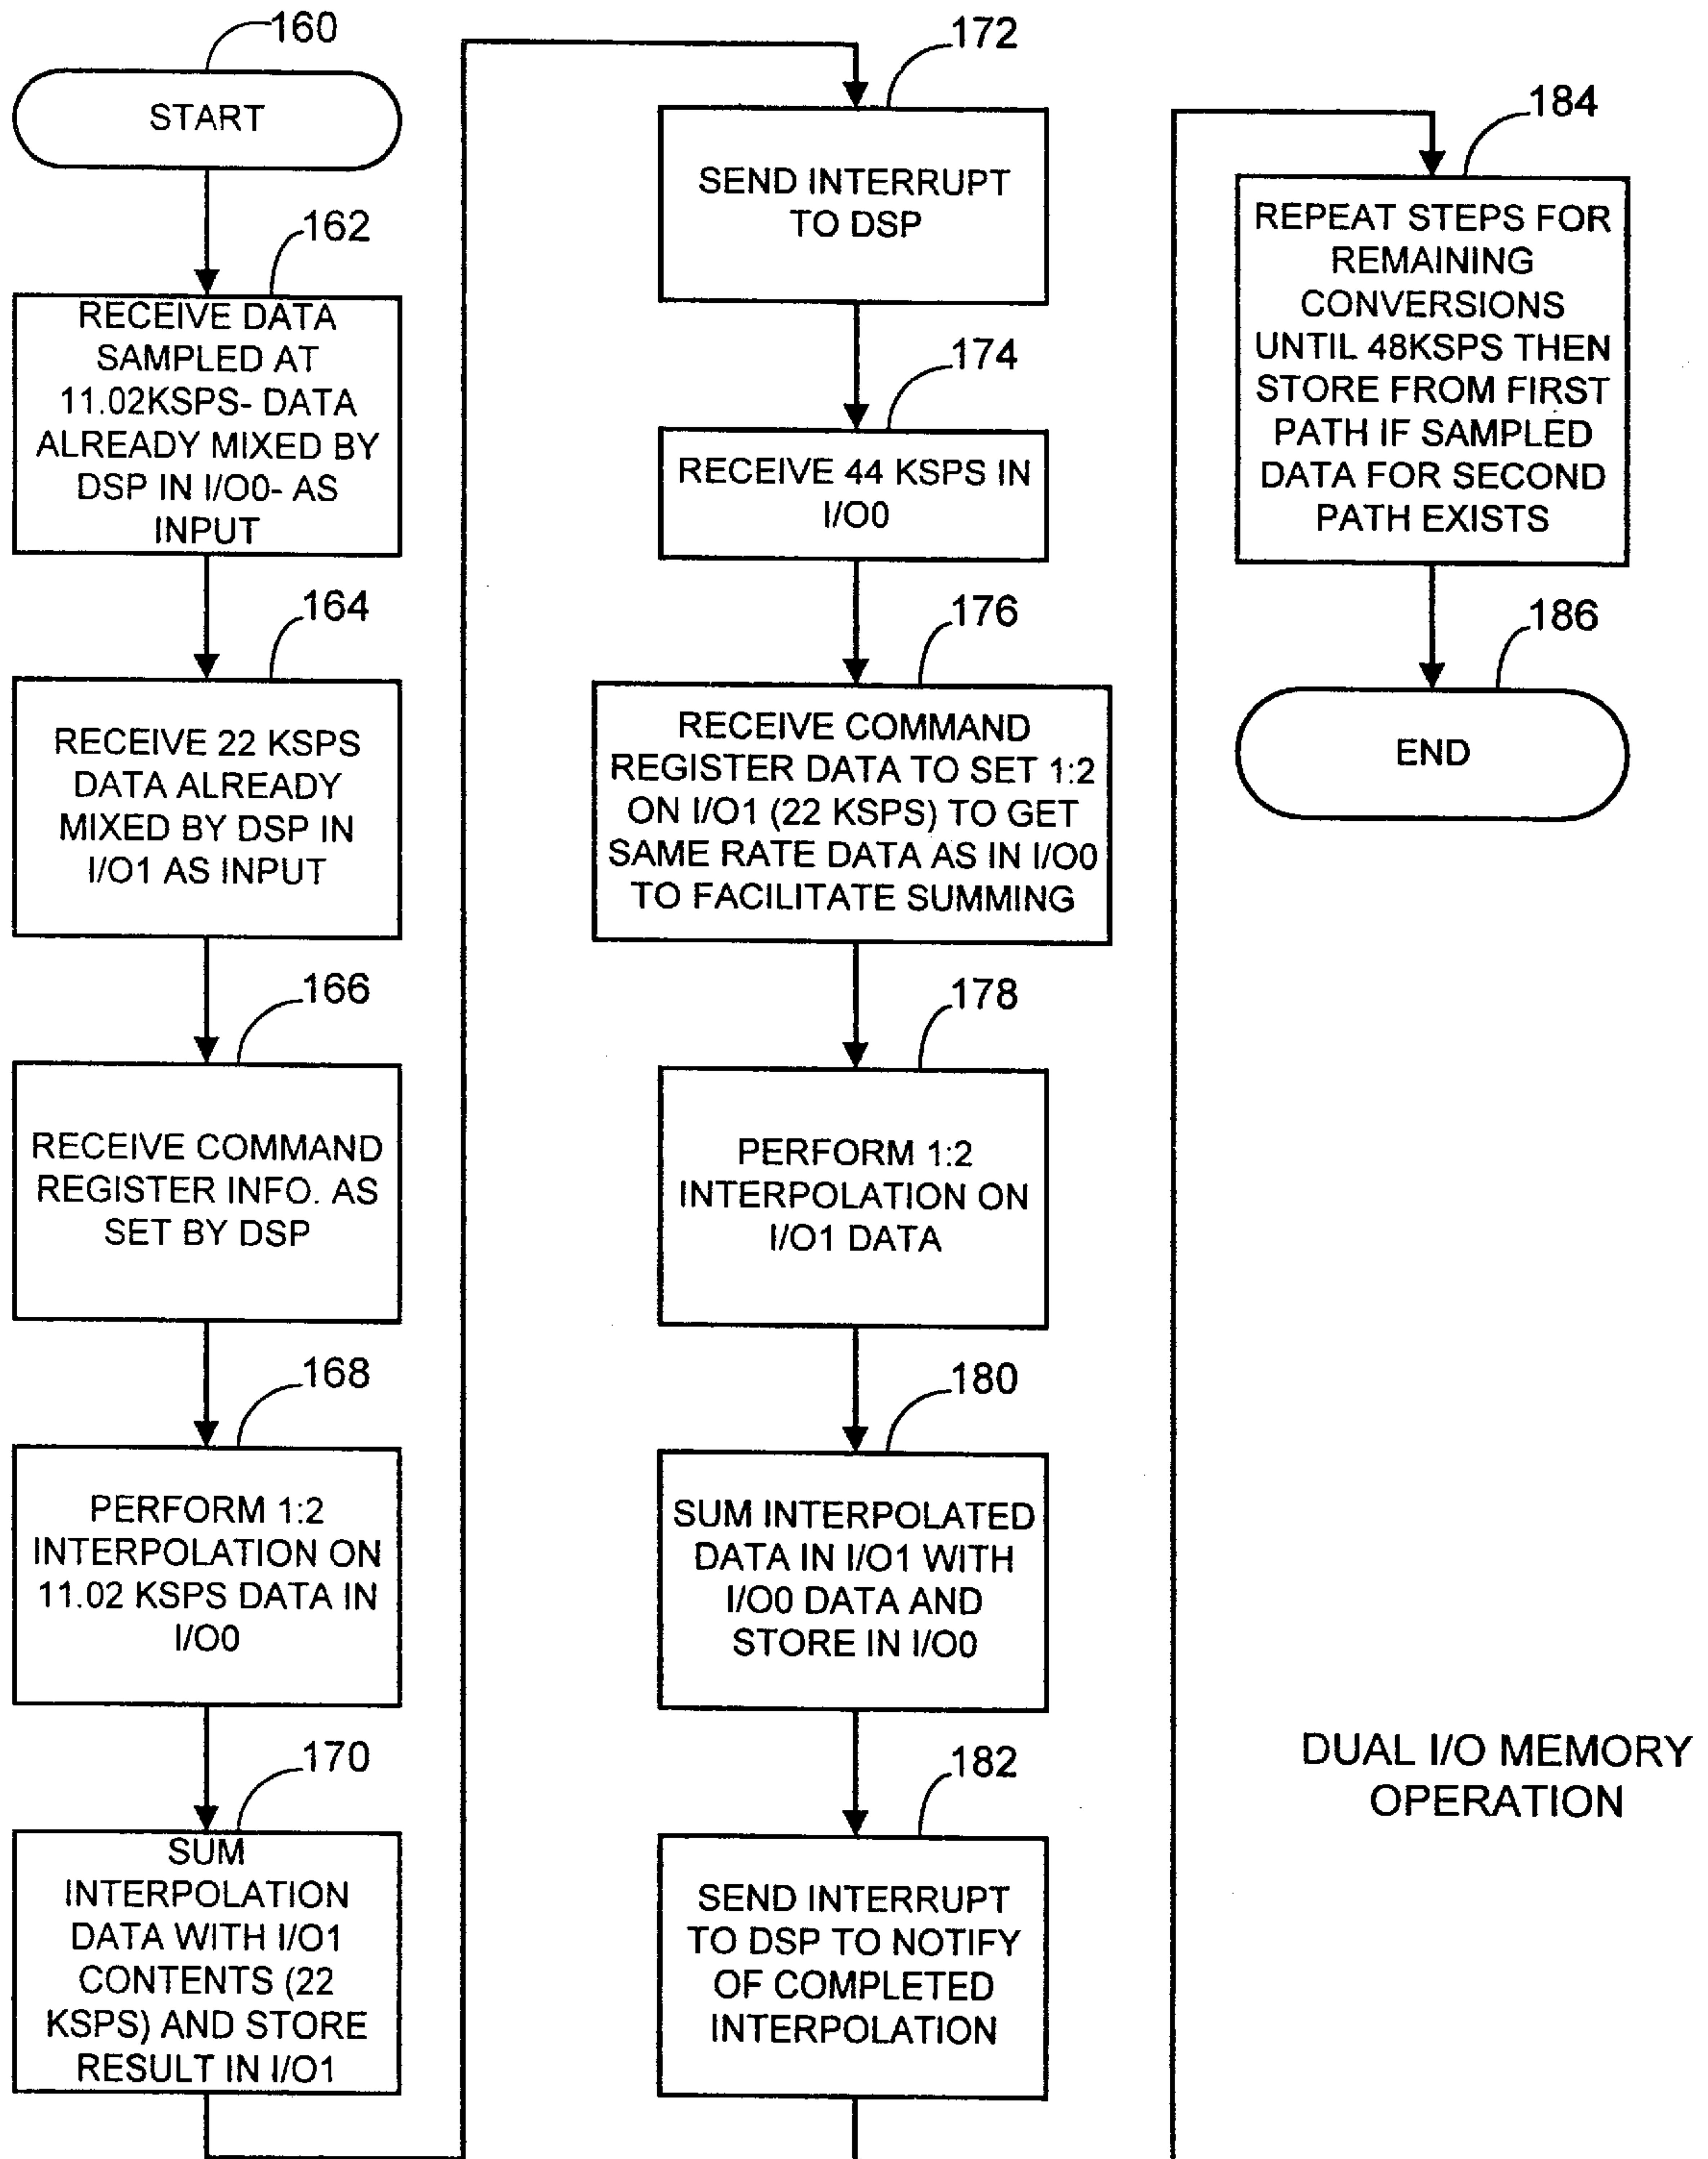 160
START
162
RECEIVE DATA
SAMPLED AT
11.02KSPS- DATA
ALREADY MIXED BY
DSP IN I/O0- AS
INPUT
164
RECEIVE 22 KSPS
DATA ALREADY
MIXED BY DSP IN
I/O1 AS INPUT
166
RECEIVE COMMAND
REGISTER INFO. AS
SET BY DSP
168
PERFORM 1:2
INTERPOLATION ON
11.02 KSPS DATA IN
I/O0
170
SUM
INTERPOLATION
DATA WITH I/O1
CONTENTS (22
KSPS) AND STORE
RESULT IN I/O1
172
SEND INTERRUPT
TO DSP
174
RECEIVE 44 KSPS IN
I/O0
176
RECEIVE COMMAND
REGISTER DATA TO SET 1:2
ON I/O1 (22 KSPS) TO GET
SAME RATE DATA AS IN I/O0
TO FACILITATE SUMMING
178
PERFORM 1:2
INTERPOLATION ON
I/O1 DATA
180
SUM INTERPOLATED
DATA IN I/O1 WITH
I/O0 DATA AND
STORE IN I/O0
182
SEND INTERRUPT
TO DSP TO NOTIFY
OF COMPLETED
INTERPOLATION
184
REPEAT STEPS FOR
REMAINING
CONVERSIONS
UNTIL 48KSPS THEN
STORE FROM FIRST
PATH IF SAMPLED
DATA FOR SECOND
PATH EXISTS
186
END
DUAL I/O MEMORY
OPERATION